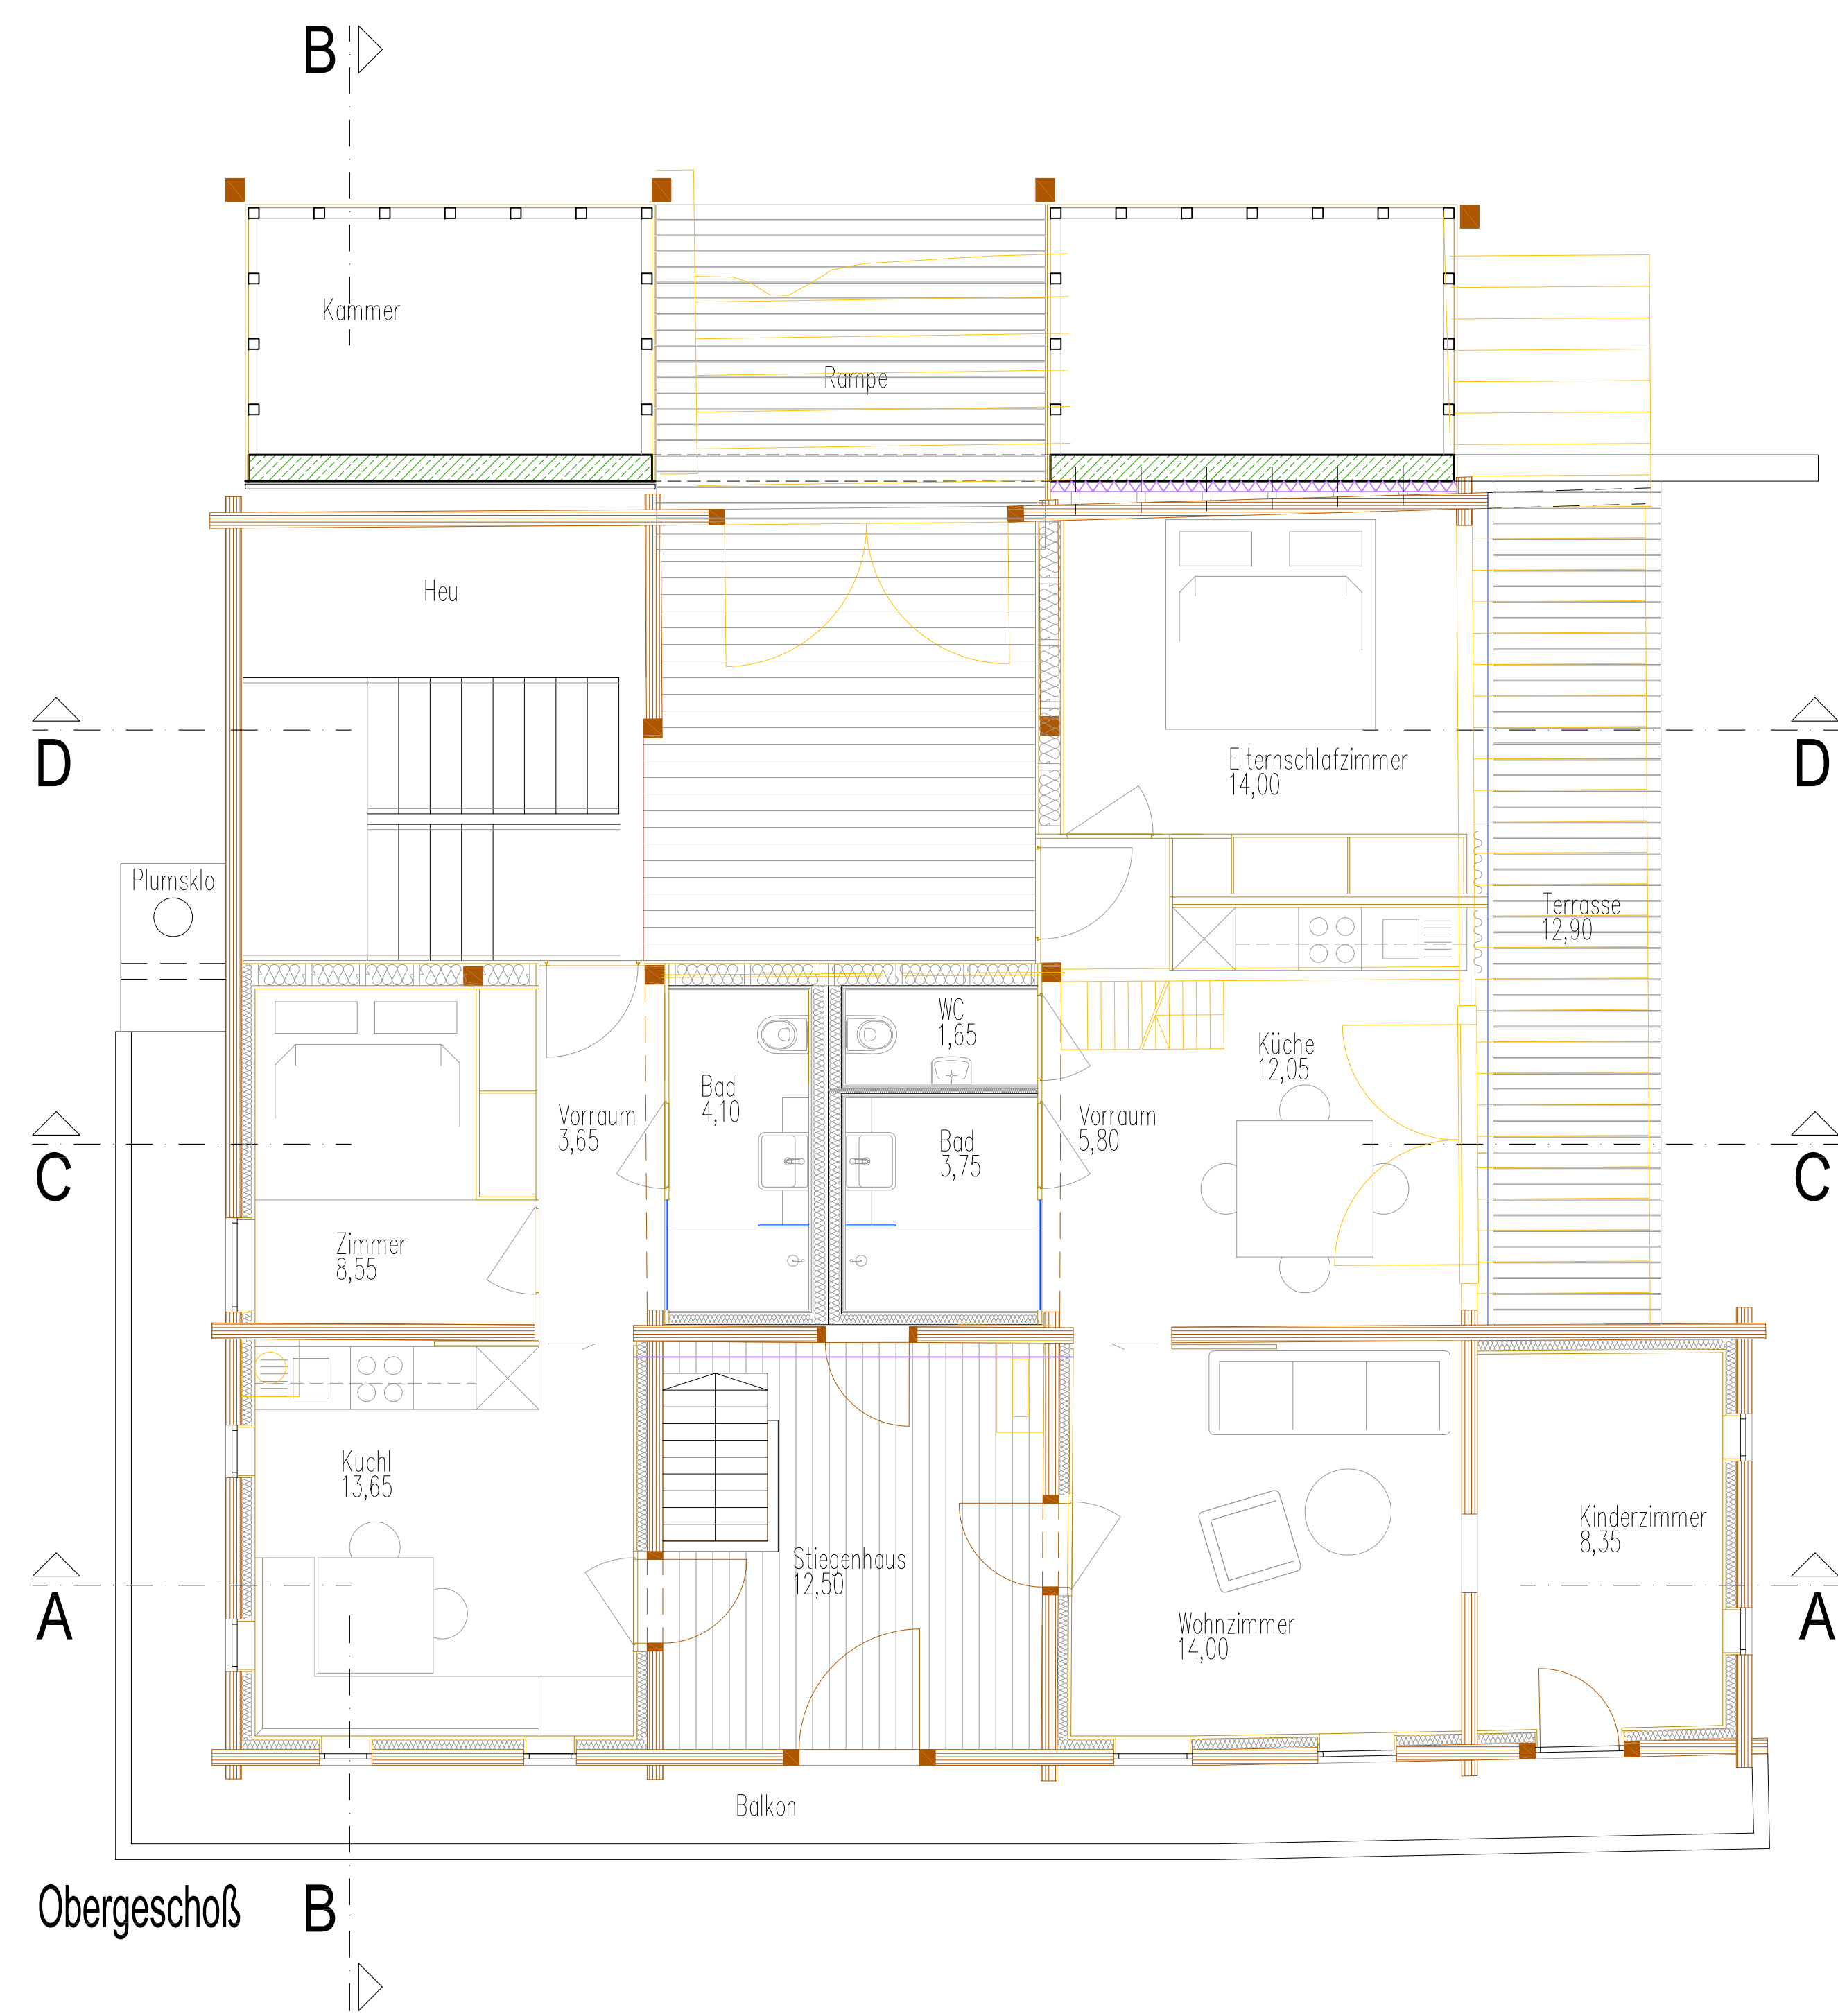 B
Kammer
Rampe
Heu
D
D
Elternschlafzimmer
14,00
Plumsklo
Terrasse
12,90
WC
1,65
Küche
12,05
Bad
4,10
Vorraum
3,65
Vorraum
5,80
Bad
3,75
C
C
Zimmer
8,55
Kuchl
13,65
Kinderzimmer
8,35
Stiegenhaus
12,50
A
A
Wohnzimmer
14,00
Balkon
Obergeschoß
B